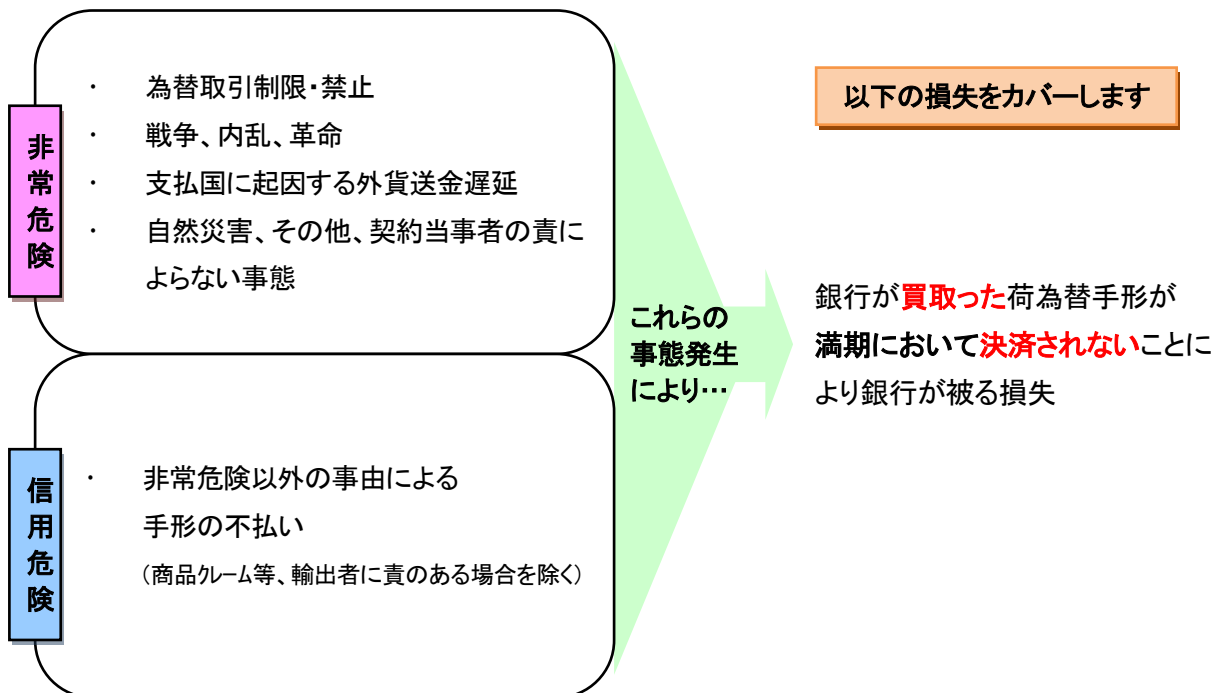 非常危険
・ 為替取引制限・禁止
・ 戦争、内乱、革命
・ 支払国に起因する外貨送金遅延
・ 自然災害、その他、契約当事者の責に
よらない事態
信用危険
・ 非常危険以外の事由による
手形の不払い
(商品クレーム等、輸出者に責のある場合を除く)
これらの
事態発生
により…
以下の損失をカバーします
銀行が買取った荷為替手形が
満期において決済されないことに
より銀行が被る損失